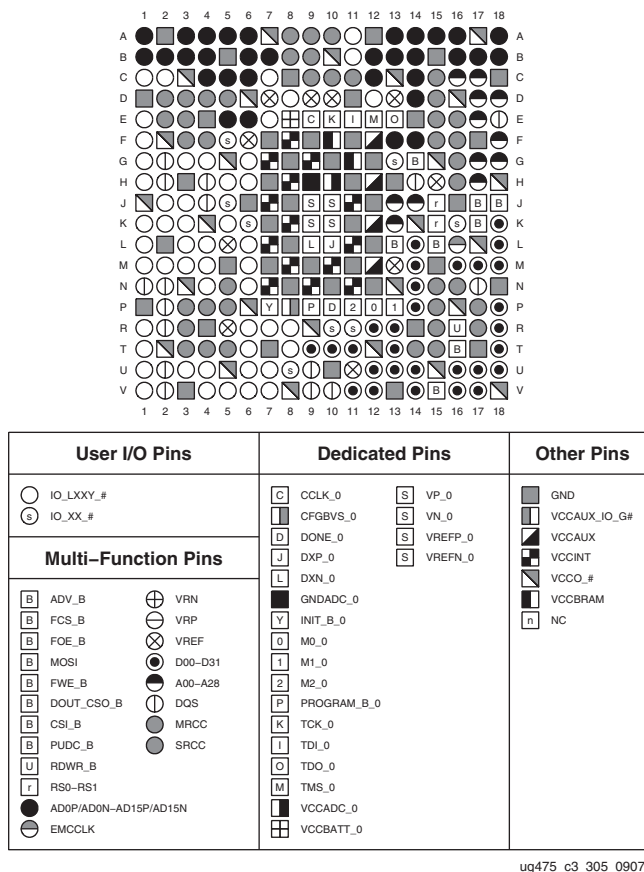 1 2 3 4 5 6 7 8 9 10 11 12 13 14 15 16 17 18
A A
B B
C C
D D
E C K I M O E
F s F
G s G
B
H H
J s S S r B B J
K s S S r s B K
L L J B B L
M M
N N
P Y P D 2 0 1 P
R s s U R
T B T
U s U
V B V
1 2 3 4 5 6 7 8 9 10 11 12 13 14 15 16 17 18
User I/O Pins
IO_LXXY_#
s IO_XX_#
Multi–Function Pins
B ADV_B
B FCS_B
B FOE_B
B MOSI
B FWE_B
B DOUT_CSO_B
B CSI_B
B PUDC_B
U RDWR_B
r RS0–RS1
AD0P/AD0N–AD15P/AD15N
EMCCLK
VRN
VRP
VREF
D00–D31
A00–A28
DQS
MRCC
SRCC
Dedicated Pins
C CCLK_0
CFGBVS_0
D DONE_0
J DXP_0
L DXN_0
GNDADC_0
Y INIT_B_0
0 M0_0
1 M1_0
2 M2_0
P PROGRAM_B_0
K TCK_0
I TDI_0
O TDO_0
M TMS_0
VCCADC_0
VCCBATT_0
S VP_0
S VN_0
S VREFP_0
S VREFN_0
Other Pins
GND
VCCAUX_IO_G#
VCCAUX
VCCINT
VCCO_#
VCCBRAM
n NC
ug475_c3_305_0907